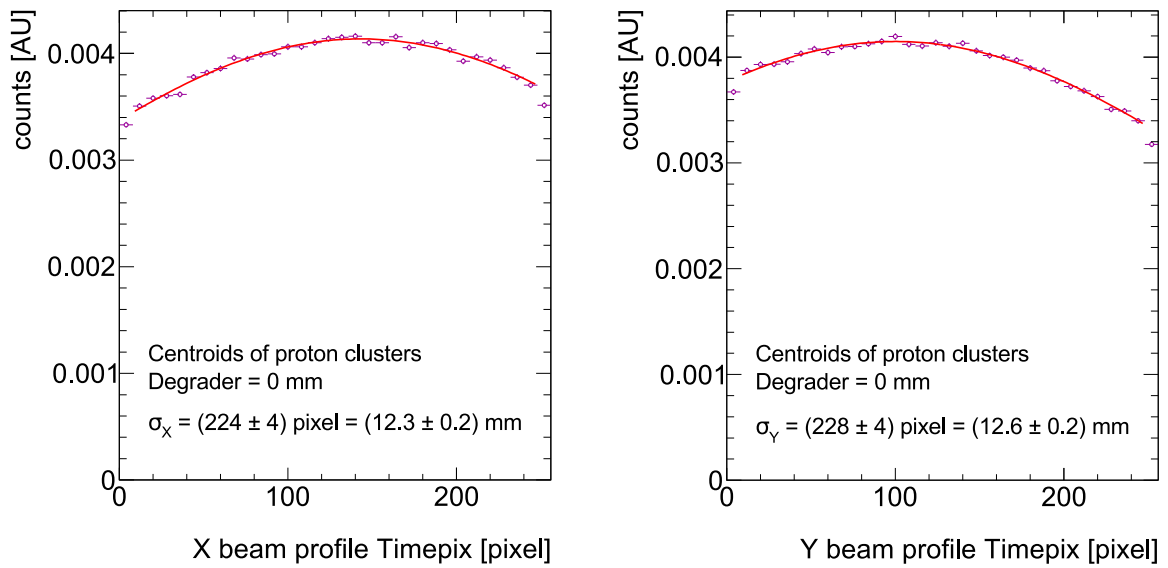 counts [AU]
0.004
0.003
0.002
0.001
0
Centroids of proton clusters
Degrader = 0 mm
σX = (224 ± 4) pixel = (12.3 ± 0.2) mm
0 100 200
X beam profile Timepix [pixel]
counts [AU]
0.004
0.003
0.002
0.001
0
Centroids of proton clusters
Degrader = 0 mm
σY = (228 ± 4) pixel = (12.6 ± 0.2) mm
0 100 200
Y beam profile Timepix [pixel]